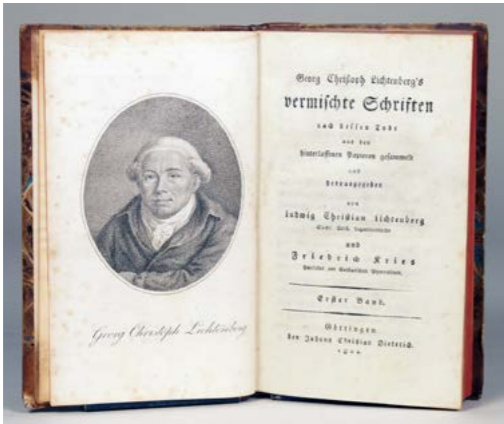 Georg Christoph Lichtenberg
Georg Christoph Lichtenberg's
vermischte Schriften
nach dessen Tode
aus den
hinterlassenen Papieren gesammelt
und
herausgegeben
von
Ludwig Christian Lichtenberg
und
Friedrich Kries
Erster Band.
Göttingen
bey Johann Christian Dieterich.